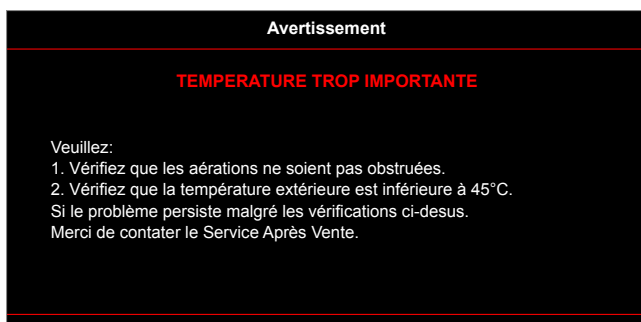 Avertissement
TEMPERATURE TROP IMPORTANTE
Veuillez:
1. Vérifiez que les aérations ne soient pas obstruées.
2. Vérifiez que la température extérieure est inférieure à 45°C.
Si le problème persiste malgré les vérifications ci-desus.
Merci de contater le Service Après Vente.